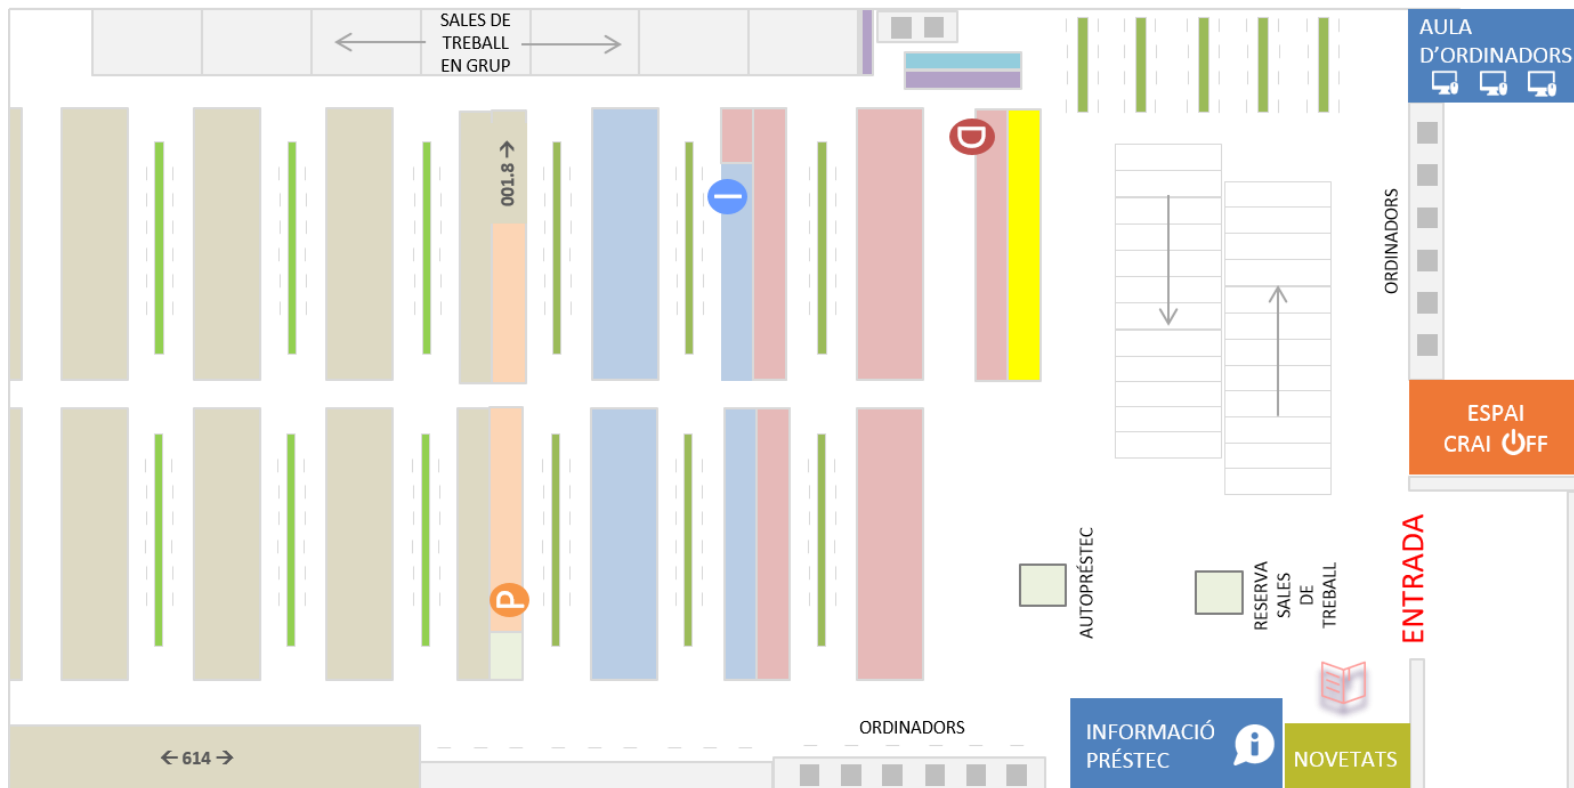 SALES DE
TREBALL
EN GRUP
AULA
D'ORDINADORS
001.8 →
D
I
ORDINADORS
ESPAI
CRAI OFF
P
AUTOPRÉSTEC
RESERVA
SALES
DE
TREBALL
ENTRADA
← 614 →
ORDINADORS
INFORMACIÓ
PRÉSTEC
i
NOVETATS